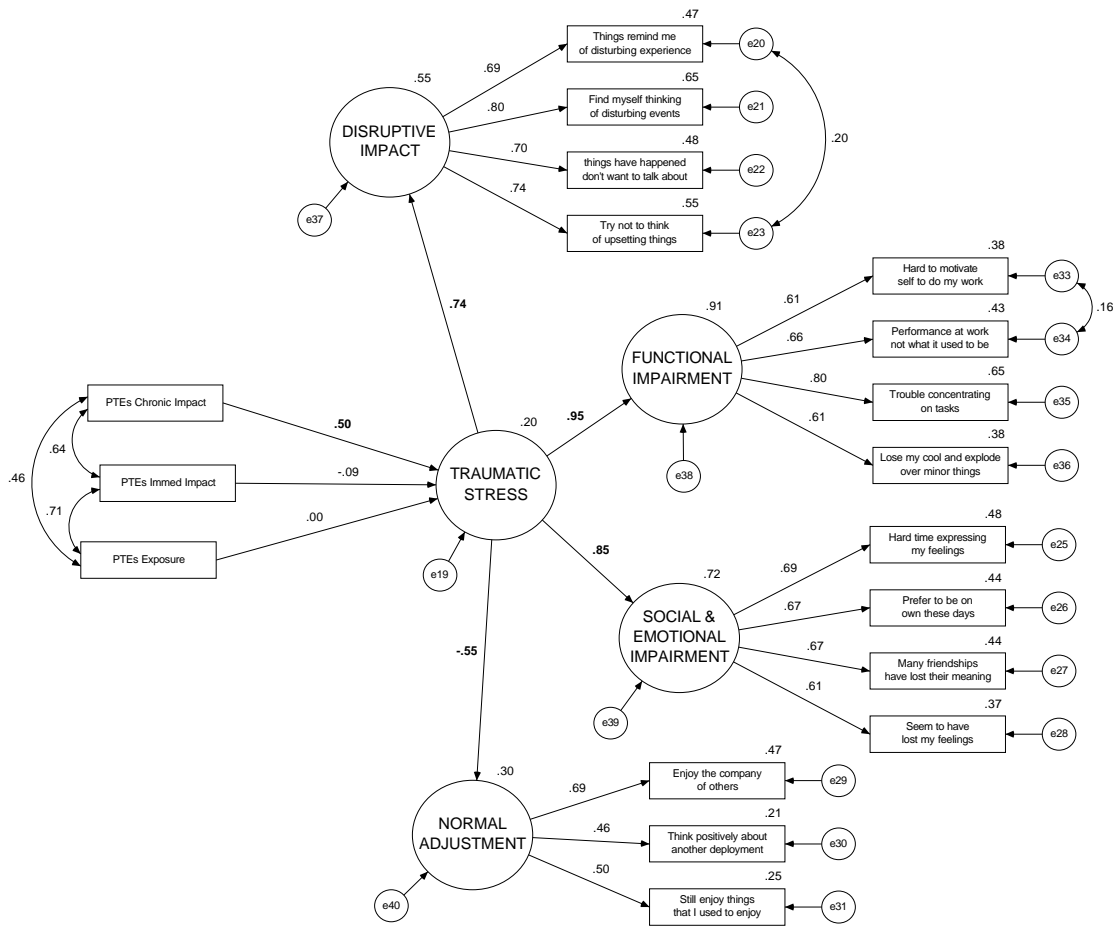 .47
Things remind me
of disturbing experience
e20
.69
.55
.65
.80
Find myself thinking
of disturbing events
e21
DISRUPTIVE
IMPACT
.20
.48
.70
things have happened
don't want to talk about
e22
.74
.55
e37
Try not to think
of upsetting things
e23
.38
Hard to motivate
self to do my work
e33
.74
.61
.91
.16
.43
.66
Performance at work
not what it used to be
e34
FUNCTIONAL
IMPAIRMENT
.65
.80
Trouble concentrating
on tasks
e35
PTEs Chronic Impact
.95
.61
.50
.20
.38
.64
Lose my cool and explode
over minor things
e36
.46
TRAUMATIC
STRESS
-.09
e38
PTEs Immed Impact
.71
.00
.48
PTEs Exposure
Hard time expressing
my feelings
e25
.85
e19
.69
.72
.44
.67
Prefer to be on
own these days
e26
SOCIAL &
EMOTIONAL
IMPAIRMENT
.44
-.55
.67
Many friendships
have lost their meaning
e27
.61
.37
e39
Seem to have
lost my feelings
e28
.47
.30
Enjoy the company
of others
e29
.69
.21
NORMAL
ADJUSTMENT
.46
Think positively about
another deployment
e30
.50
.25
e40
Still enjoy things
that I used to enjoy
e31